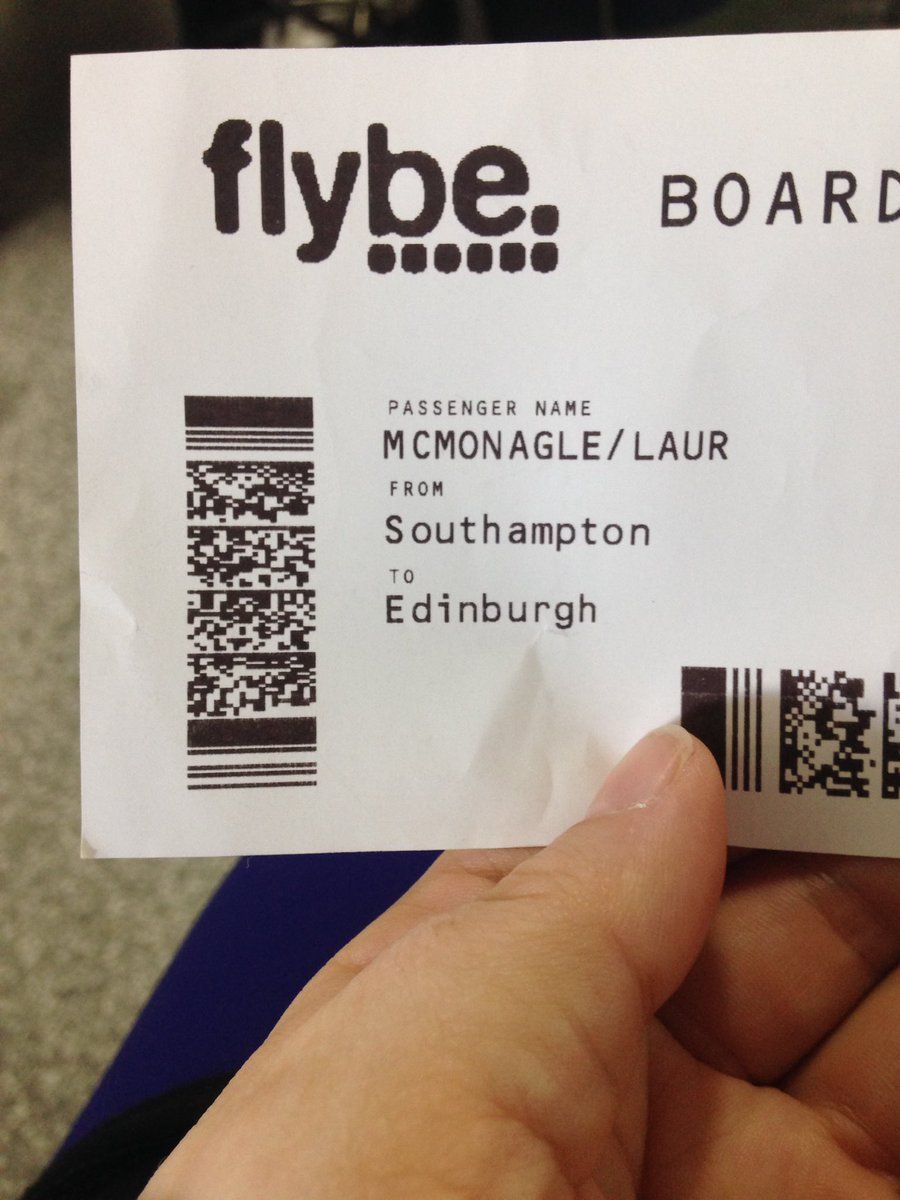 flybe.
BOARD
PASSENGER NAME
MCMONAGLE/LAUR
FROM
Southampton
TO
Edinburgh